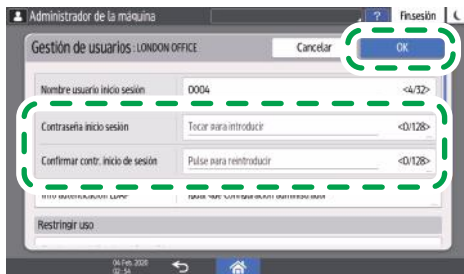 Administrador de la máquina ? Finsesión
Gestión de usuarios : LONDON OFFICE Cancelar OK
Nombre usuario inicio sesión 0004 <4/32>
Contraseña inicio sesión Tocar para introducir <0/128>
Confirmar contr. inicio de sesión Pulse para reintroducir <0/128>
Info autenticación LDAP
Restringir uso
04 Feb. 2020
02:54